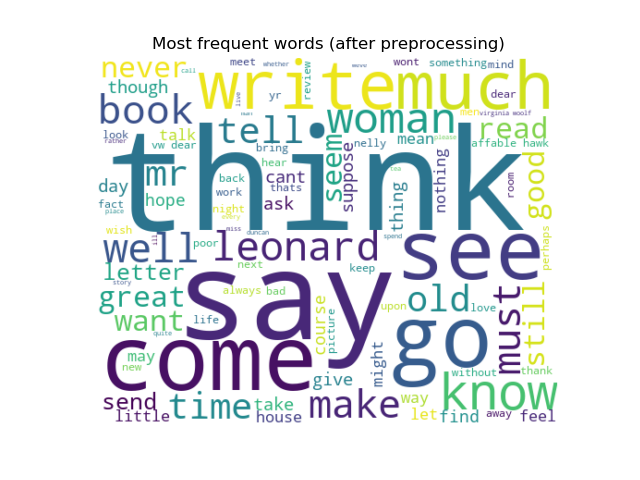 Most frequent words (after preprocessing)
never
call
meet
whether
wont
something
mind
though
live
write
review
yr
much
dear
book
tell
woman
men
virginia woolf
look
talk
seem
read
rather
vw dear
bring
nelly
mean
please
affable hawk
think
hear
day
mr
back
cant
suppose
thing
nothing
room
good
fact
hope
work
thats
tea
place
night
ask
wish
ill
miss
duncan
spend
perhaps
well
poor
leonard
see
letter
next
keep
story
say
great
always
bad
course
picture
upon
old
love
must
still
want
life
go
quite
come
may
new
might
give
without
thank
know
send
time
take
make
way
little
house
let
find
away
feel